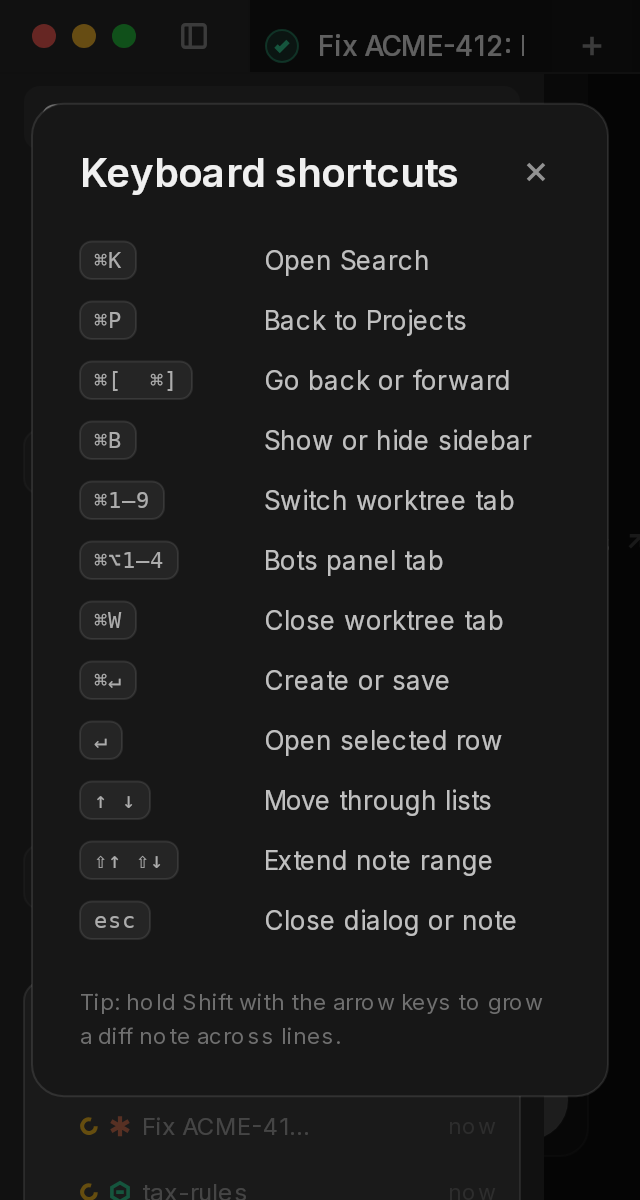 Fix ACME-412:
Keyboard shortcuts
⌘K Open Search
⌘P Back to Projects
⌘[ ⌘] Go back or forward
⌘B Show or hide sidebar
⌘1–9 Switch worktree tab
⌘⌥1–4 Bots panel tab
⌘W Close worktree tab
⌘↵ Create or save
↵ Open selected row
↑ ↓ Move through lists
⇧↑ ⇧↓ Extend note range
esc Close dialog or note
Tip: hold Shift with the arrow keys to grow
a diff note across lines.
Fix ACME-41... now
tax-rules now